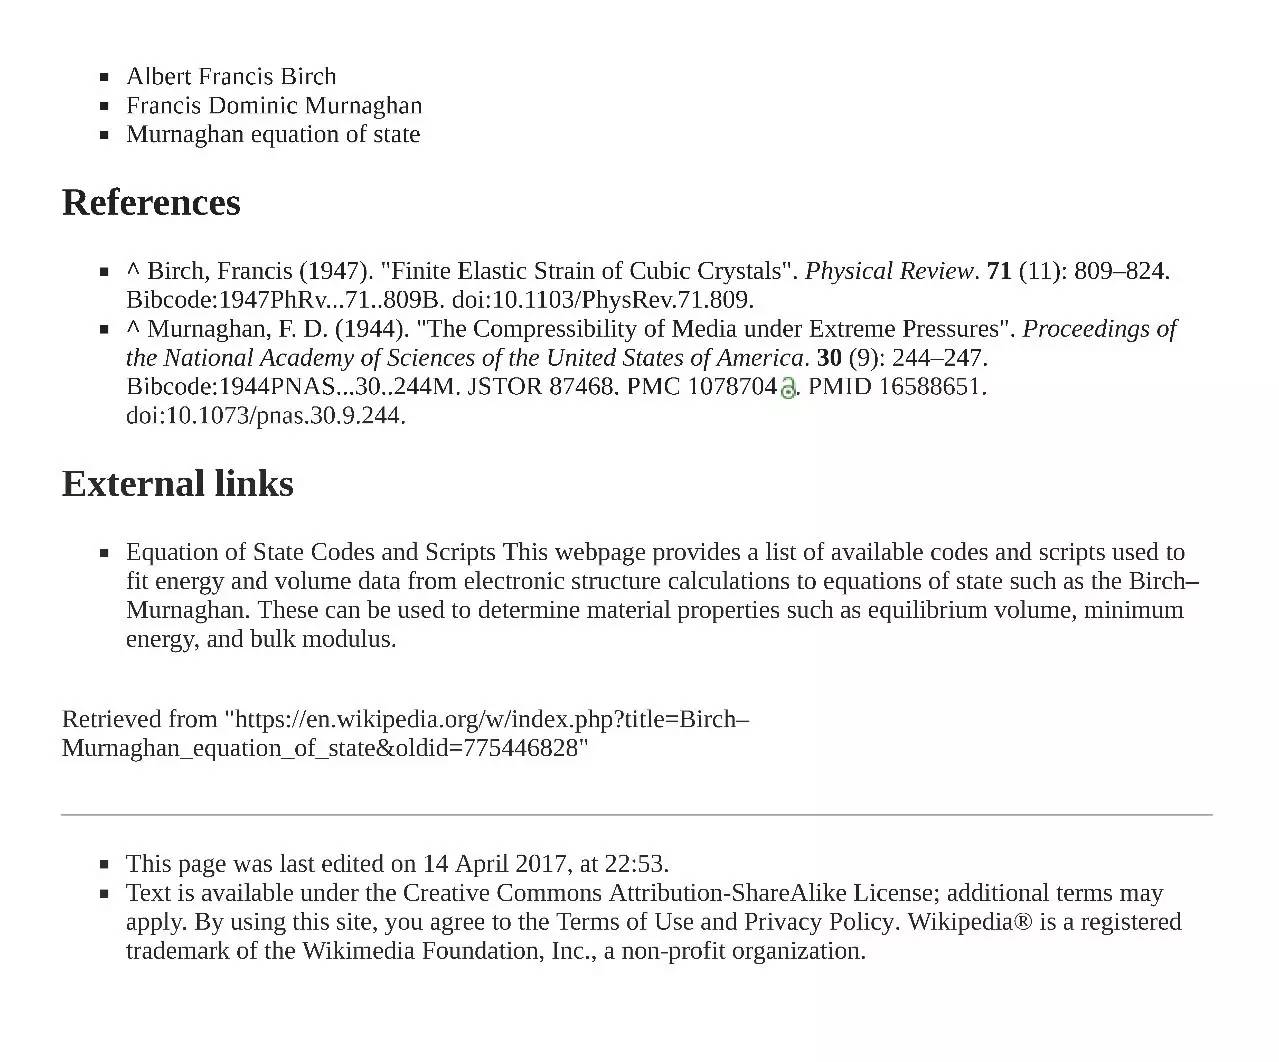 ▪ Albert Francis Birch
▪ Francis Dominic Murnaghan
▪ Murnaghan equation of state
References
▪ ^ Birch, Francis (1947). "Finite Elastic Strain of Cubic Crystals". Physical Review. 71 (11): 809–824.
Bibcode:1947PhRv...71..809B. doi:10.1103/PhysRev.71.809.
▪ ^ Murnaghan, F. D. (1944). "The Compressibility of Media under Extreme Pressures". Proceedings of
the National Academy of Sciences of the United States of America. 30 (9): 244–247.
Bibcode:1944PNAS...30..244M. JSTOR 87468. PMC 1078704. PMID 16588651.
doi:10.1073/pnas.30.9.244.
External links
▪ Equation of State Codes and Scripts This webpage provides a list of available codes and scripts used to
fit energy and volume data from electronic structure calculations to equations of state such as the Birch–
Murnaghan. These can be used to determine material properties such as equilibrium volume, minimum
energy, and bulk modulus.
Retrieved from "https://en.wikipedia.org/w/index.php?title=Birch–
Murnaghan_equation_of_state&oldid=775446828"
▪ This page was last edited on 14 April 2017, at 22:53.
▪ Text is available under the Creative Commons Attribution-ShareAlike License; additional terms may
apply. By using this site, you agree to the Terms of Use and Privacy Policy. Wikipedia® is a registered
trademark of the Wikimedia Foundation, Inc., a non-profit organization.